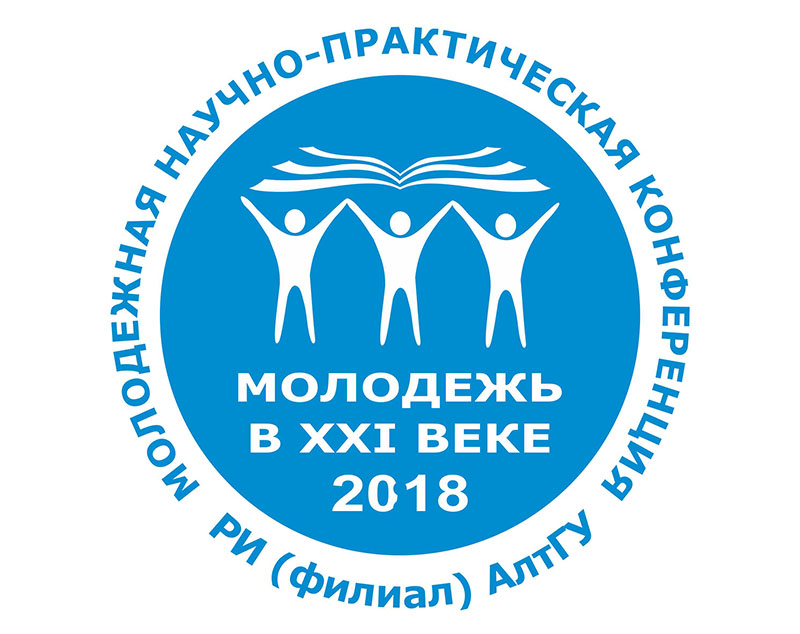 МОЛОДЕЖНАЯ НАУЧНО-ПРАКТИЧЕСКАЯ КОНФЕРЕНЦИЯ
МОЛОДЕЖЬ
В XXI ВЕКЕ
2018
РИ (филиал) АлтГУ